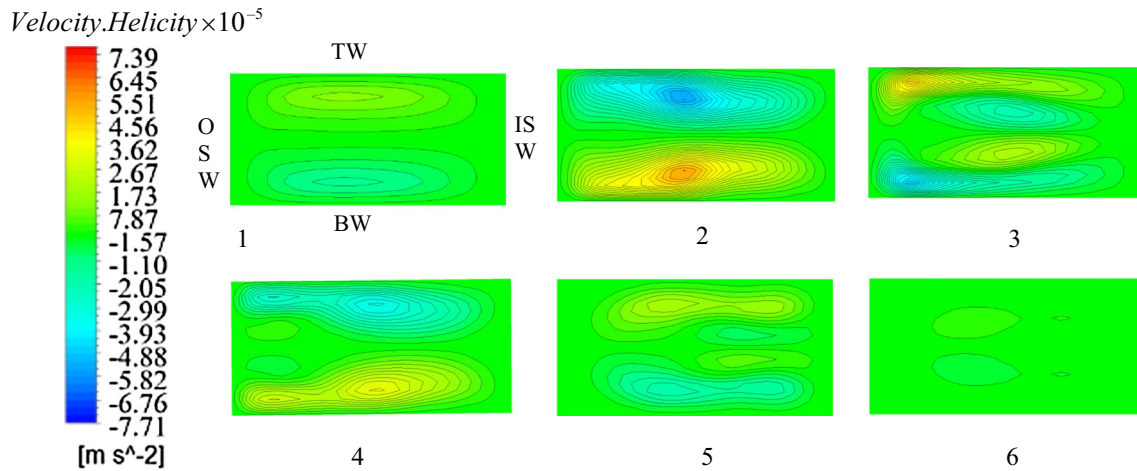 Velocity.Helicity×10⁻⁵
7.39
6.45
5.51
4.56
3.62
2.67
1.73
7.87
-1.57
-1.10
-2.05
-2.99
-3.93
-4.88
-5.82
-6.76
-7.71
[m s^-2]
TW
O
S
W
IS
W
BW
1
2
3
4
5
6